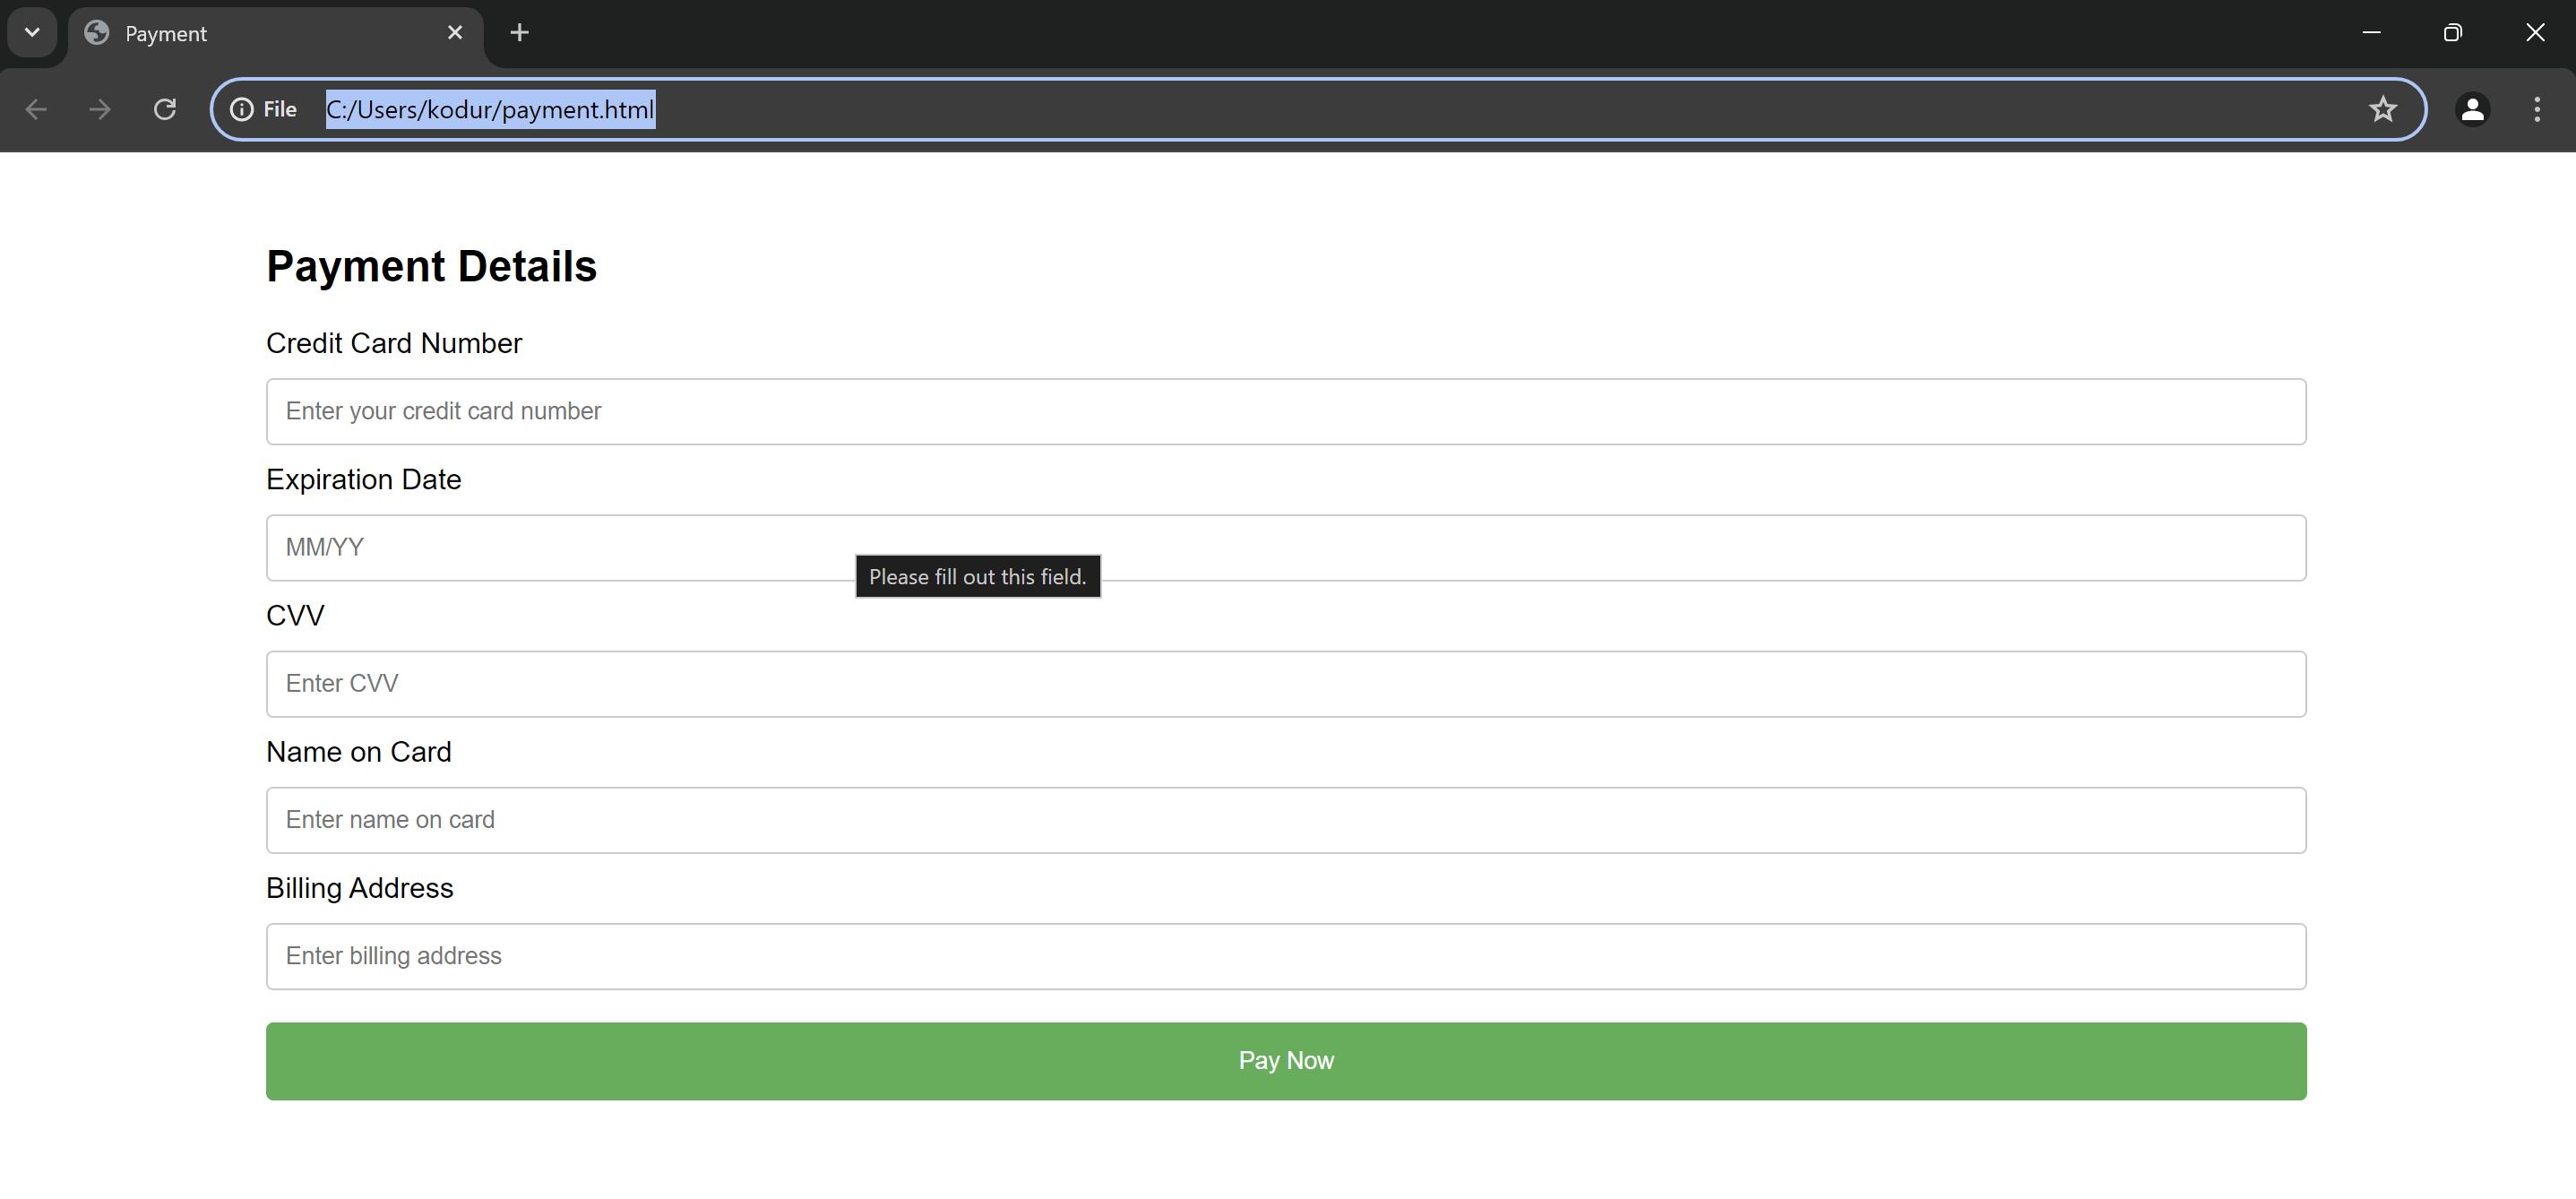 Payment
File C:/Users/kodur/payment.html
Payment Details
Credit Card Number
Enter your credit card number
Expiration Date
MM/YY
Please fill out this field.
CVV
Enter CVV
Name on Card
Enter name on card
Billing Address
Enter billing address
Pay Now